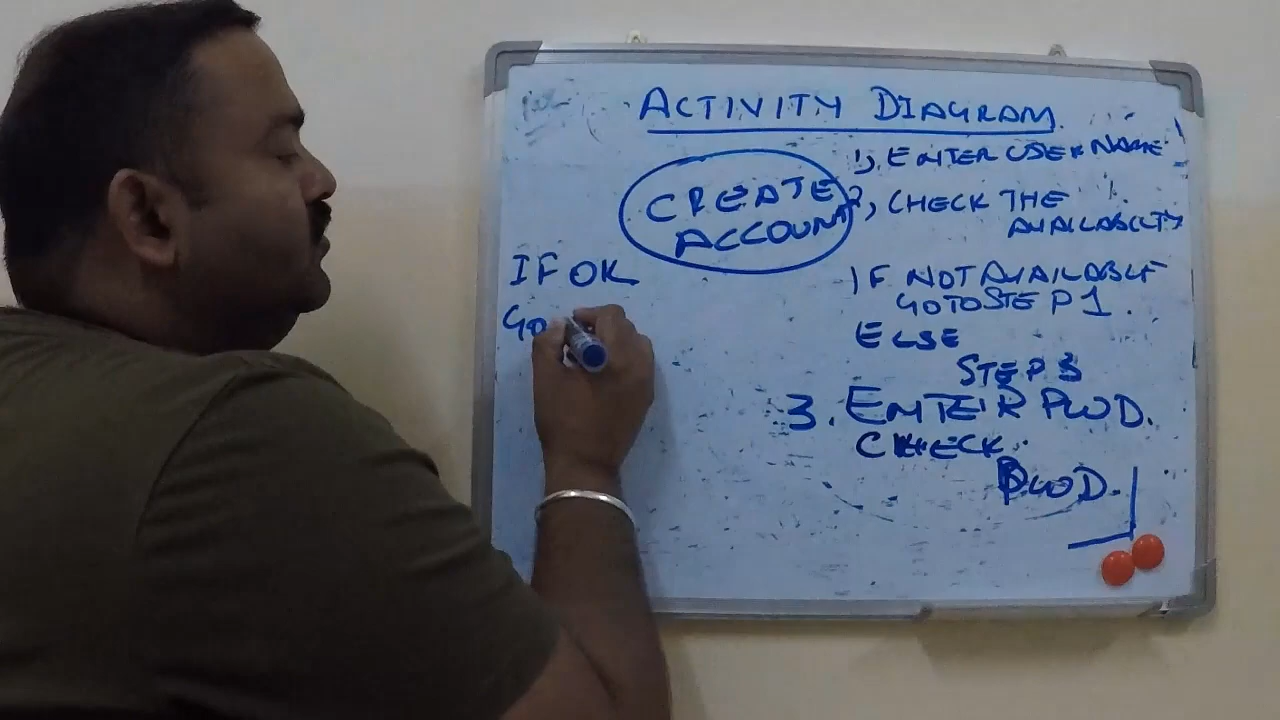 ACTIVITY DIAGRAM
CREATE
ACCOUNT
1, ENTER USER NAME
2, CHECK THE
AVAILABILITY
IF NOT AVAILABLE
GOTO STEP 1.
ELSE
STEP 3
3. ENTER PWD.
CHECK
PWD.
IF OK
GO